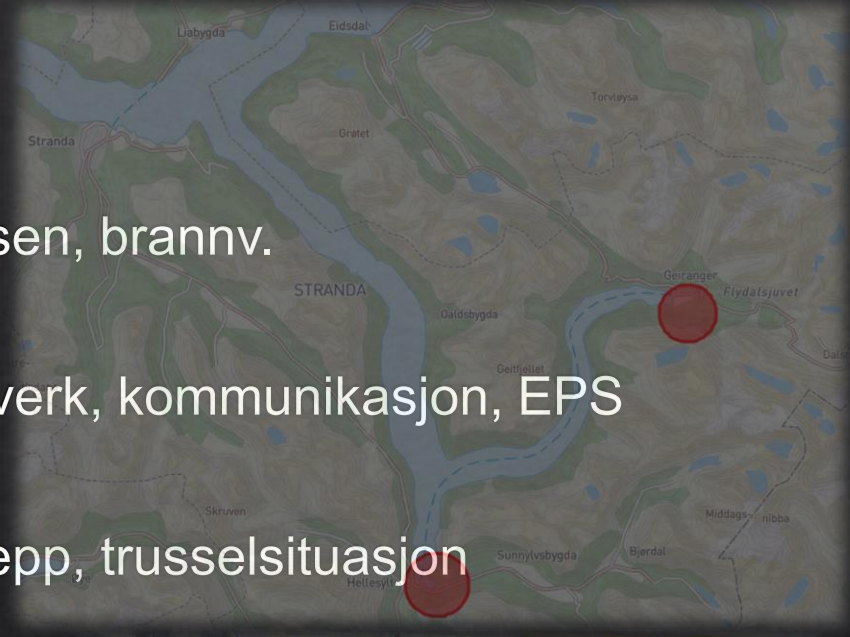 Liabygda
Eidsdal
Torvløysa
Grøtet
Stranda
sen, brannv.
Geiranger
STRANDA
Flydalsjuvet
Oaldsbygda
Geitfjellet
verk, kommunikasjon, EPS
Skruven
Middags-
nibba
epp, trusselsituasjon
Sunnylvsbygda
Bjørdal
Hellesylt